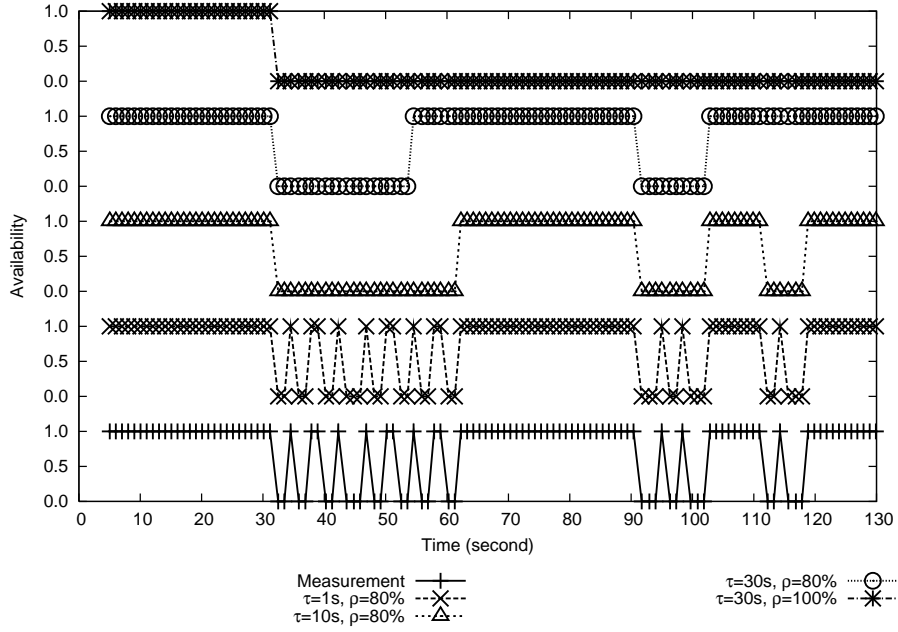 1.0
0.5
0.0
1.0
0.5
0.0
1.0
0.5
0.0
1.0
0.5
0.0
1.0
0.5
0.0
Availability
0 10 20 30 40 50 60 70 80 90 100 110 120 130
Time (second)
Measurement
τ=1s, ρ=80%
τ=10s, ρ=80%
τ=30s, ρ=80%
τ=30s, ρ=100%